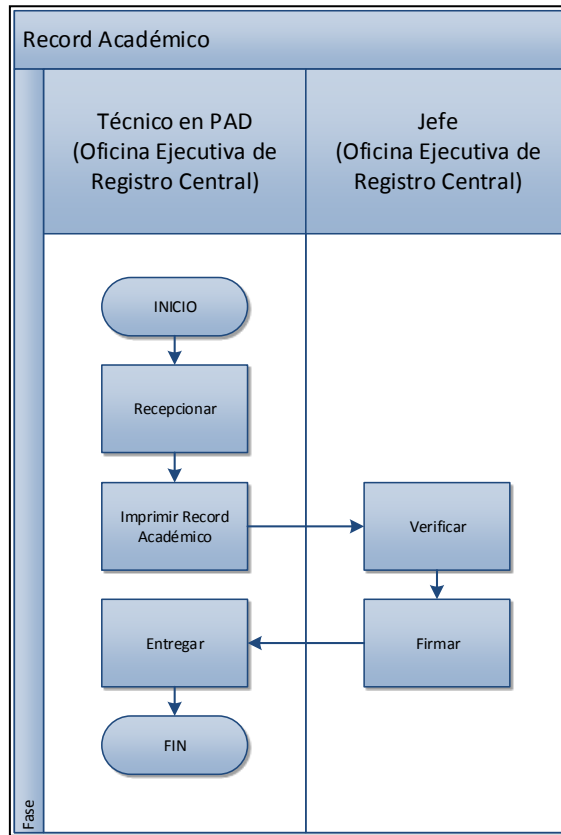 Record Académico
Técnico en PAD
(Oficina Ejecutiva de
Registro Central)
Jefe
(Oficina Ejecutiva de
Registro Central)
INICIO
Recepcionar
Imprimir Record
Académico
Verificar
Entregar
Firmar
FIN
Fase